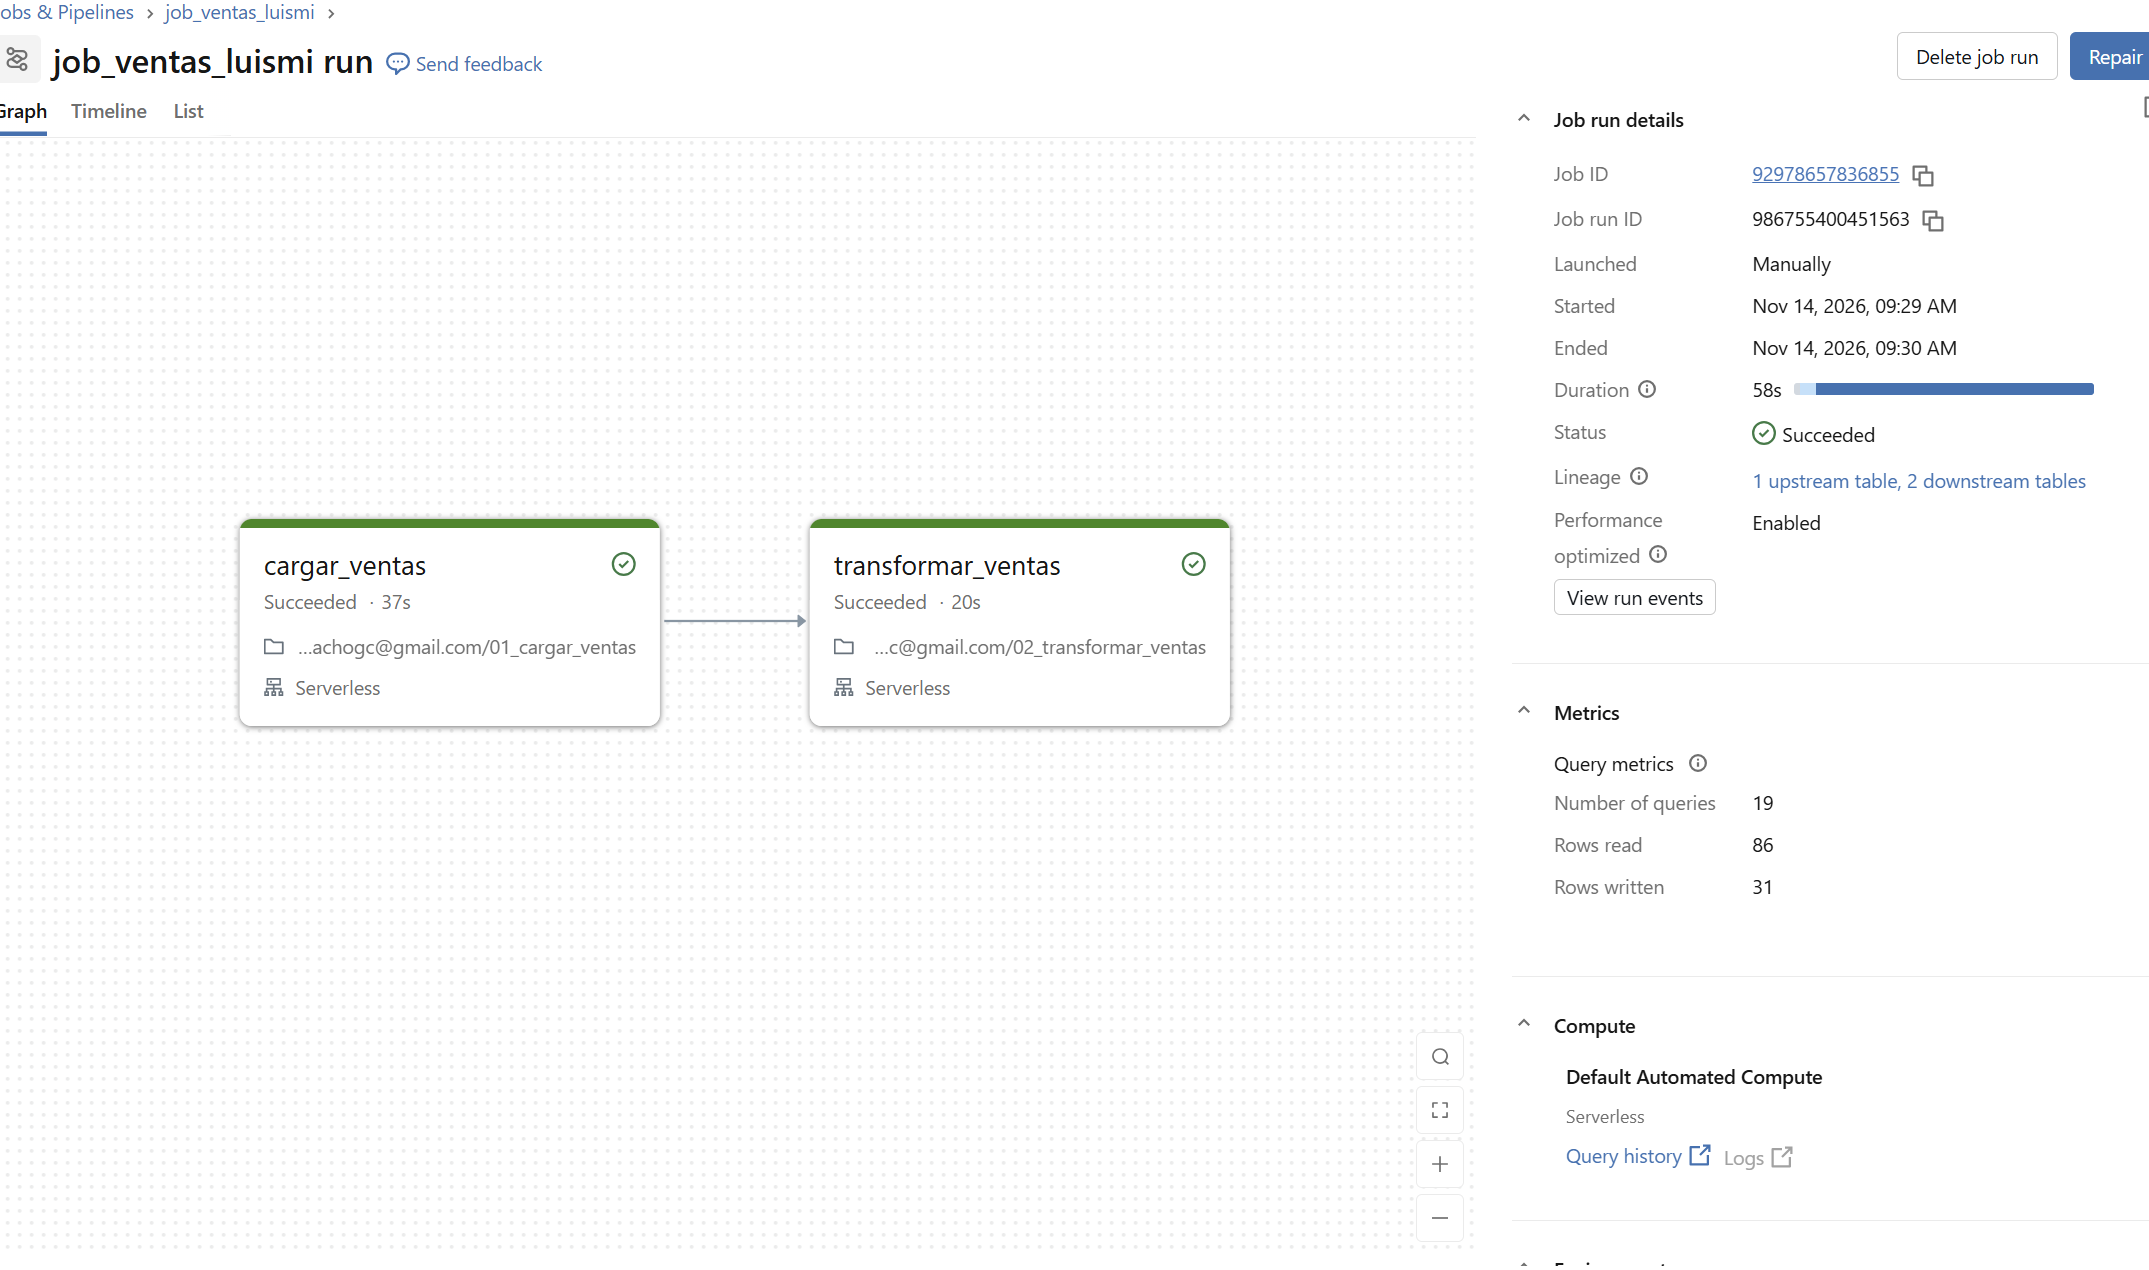 obs & Pipelines › job_ventas_luismi ›
job_ventas_luismi run Send feedback
Delete job run
Repair
Graph Timeline List
cargar_ventas
Succeeded · 37s
...achogc@gmail.com/01_cargar_ventas
Serverless
transformar_ventas
Succeeded · 20s
...c@gmail.com/02_transformar_ventas
Serverless
Job run details
Job ID 92978657836855
Job run ID 986755400451563
Launched Manually
Started Nov 14, 2026, 09:29 AM
Ended Nov 14, 2026, 09:30 AM
Duration 58s
Status Succeeded
Lineage 1 upstream table, 2 downstream tables
Performance Enabled
optimized
View run events
Metrics
Query metrics
Number of queries 19
Rows read 86
Rows written 31
Compute
Default Automated Compute
Serverless
Query history Logs